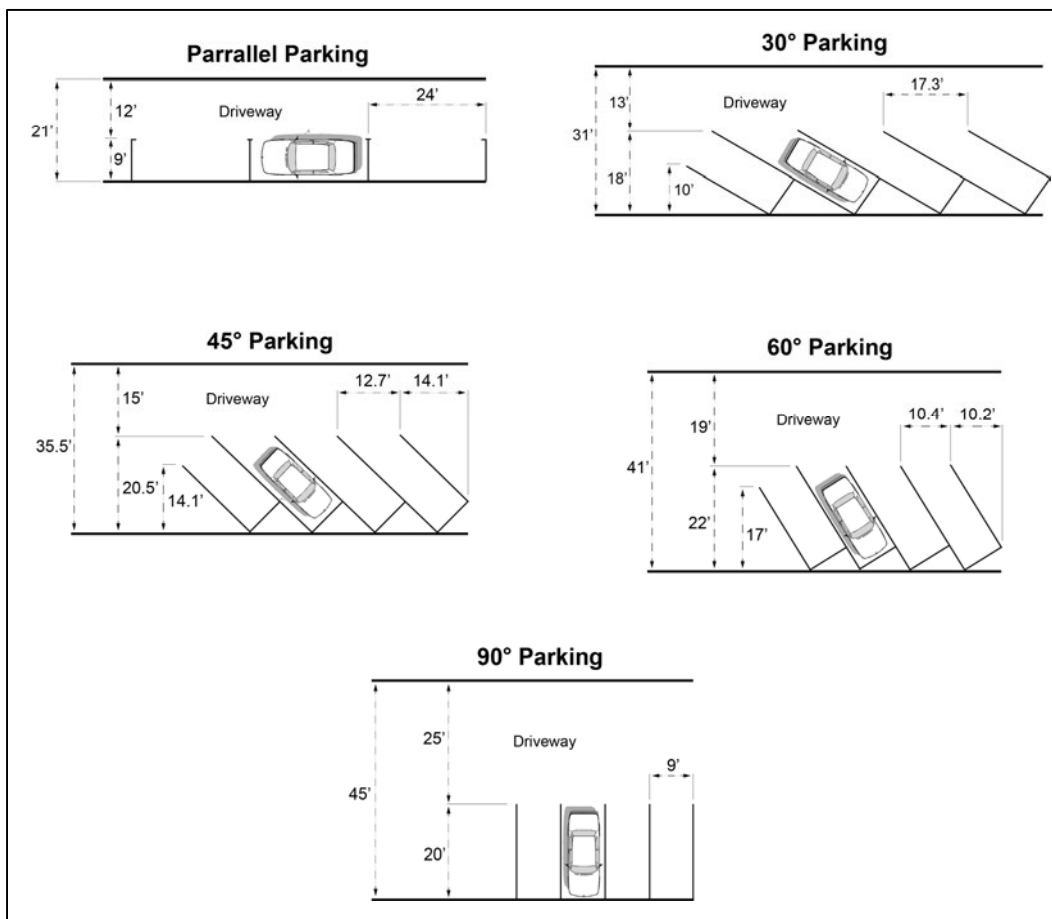 Parrallel Parking
24’
12’
Driveway
21’
9’
30° Parking
13’
Driveway
17.3’
31’
18’
10’
45° Parking
12.7’
14.1’
15’
Driveway
35.5’
20.5’
14.1’
60° Parking
10.4’
10.2’
19’
Driveway
41’
22’
17’
90° Parking
25’
Driveway
9’
45’
20’